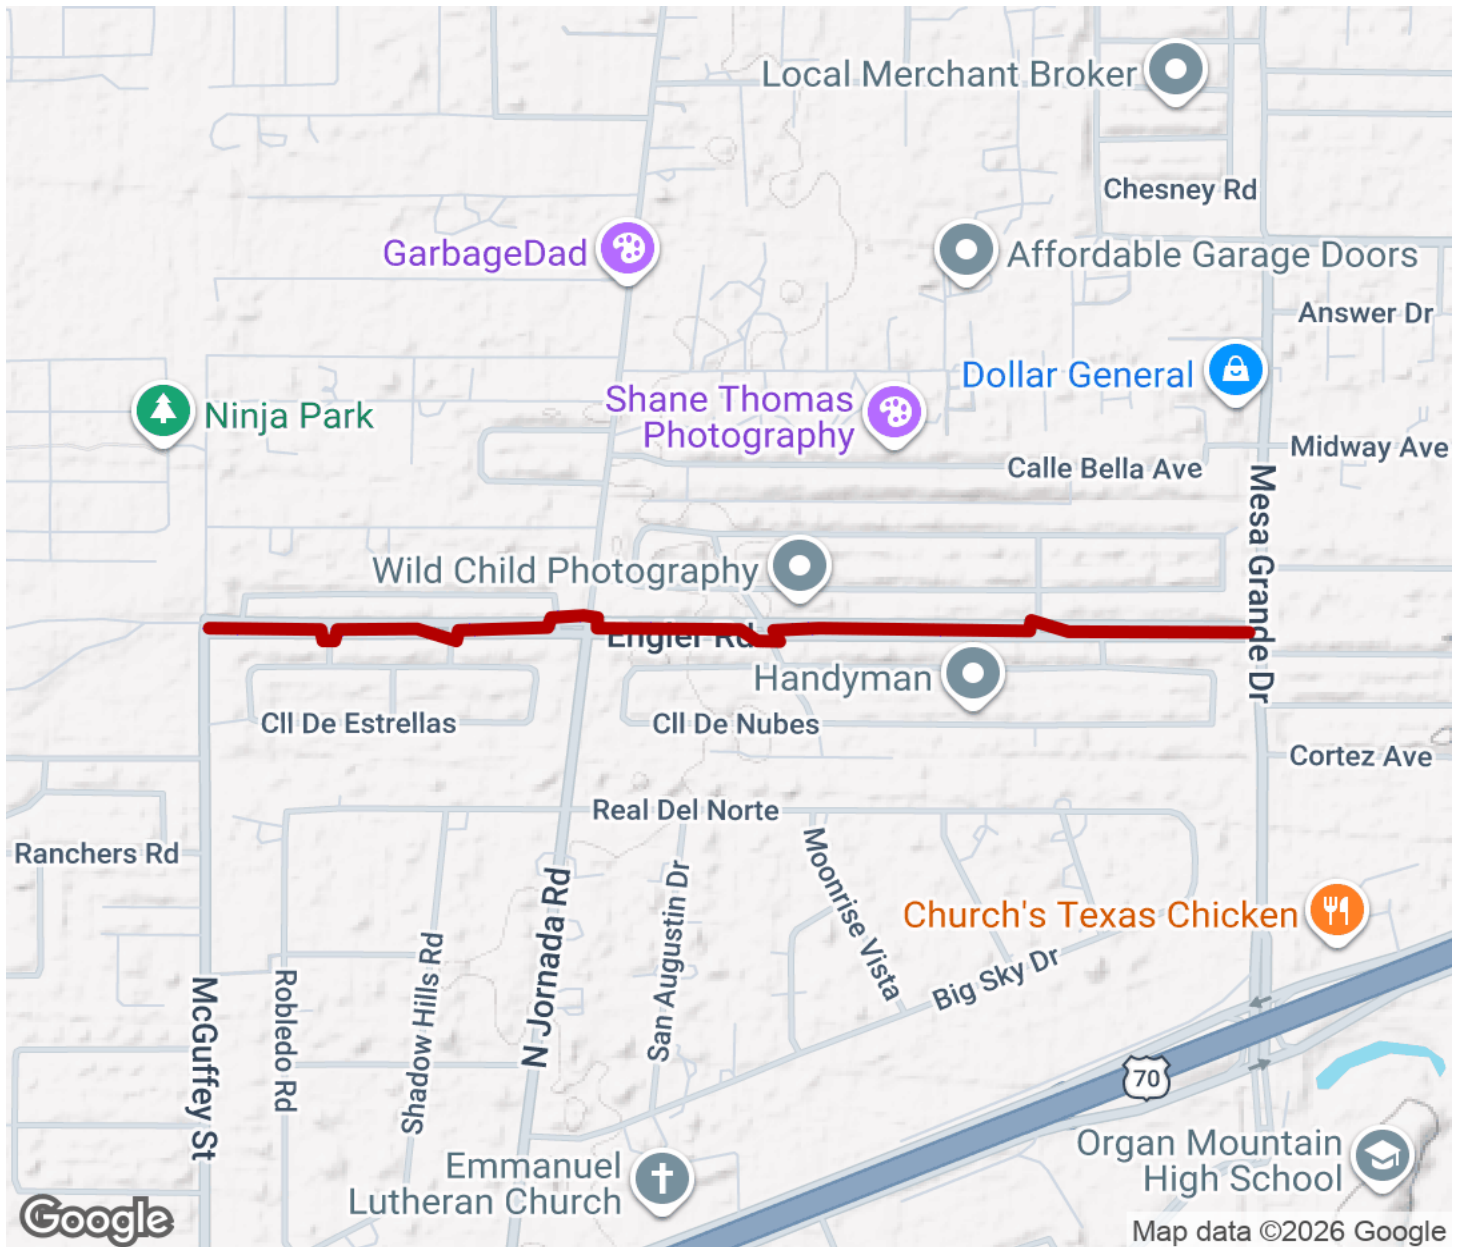 Local Merchant Broker
Chesney Rd
GarbageDad
Affordable Garage Doors
Answer Dr
Dollar General
Shane Thomas
Photography
Ninja Park
Midway Ave
Calle Bella Ave
Mesa Grande Dr
Wild Child Photography
Engler Rd
Handyman
Cll De Estrellas
Cll De Nubes
Cortez Ave
Real Del Norte
Ranchers Rd
Moonrise Vista
San Augustin Dr
N Jornada Rd
Church's Texas Chicken
Big Sky Dr
Shadow Hills Rd
Robledo Rd
McGuffey St
70
Organ Mountain
High School
Emmanuel
Lutheran Church
Google
Map data ©2026 Google